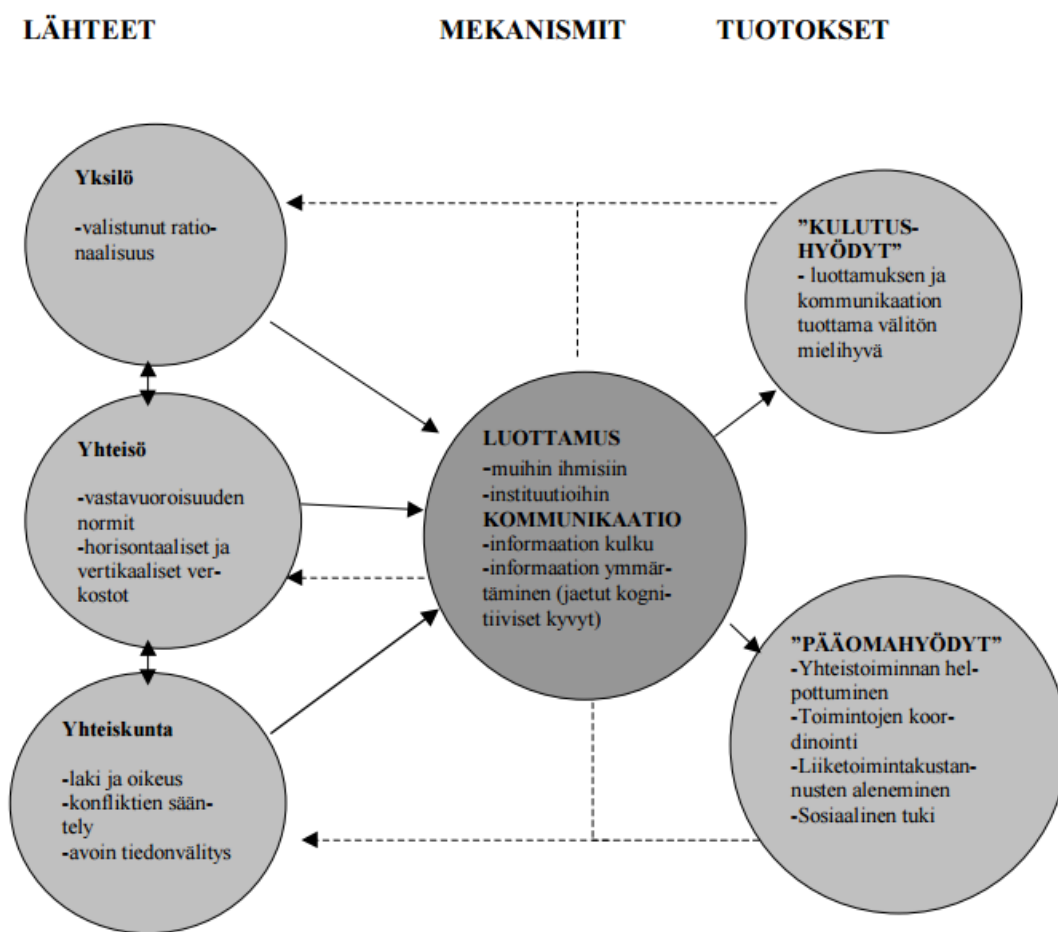 LÄHTEET MEKANISMIT TUOTOKSET
Yksilö
-valistunut ratio-
naalisuus
Yhteisö
-vastavuoroisuuden
normit
-horisontaaliset ja
vertikaaliset ver-
kostot
Yhteiskunta
-laki ja oikeus
-konfliktien sään-
tely
-avoin tiedonvälitys
LUOTTAMUS
-muihin ihmisiin
-instituutioihin
KOMMUNIKAATIO
-informaation kulku
-informaation ymmär-
täminen (jaetut kogni-
tiiviset kyvyt)
”KULUTUS-
HYÖDYT”
- luottamuksen ja
kommunikaation
tuottama välitön
mielihyvä
”PÄÄOMAHYÖDYT”
-Yhteistoiminnan hel-
pottuminen
-Toimintojen koor-
dinointi
-Liiketoimintakustan-
nusten aleneminen
-Sosiaalinen tuki